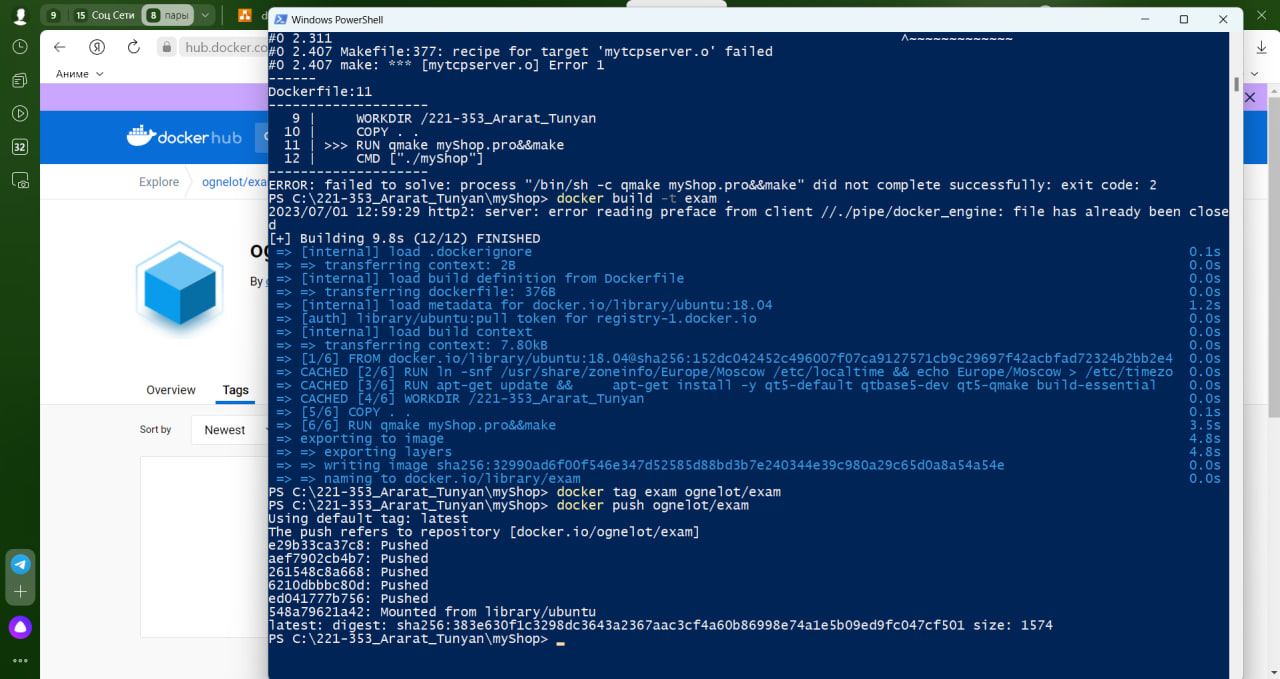 9
15 Соц Сети
8 пары
Windows PowerShell
hub.docker.co
Аниме
32
docker hub
Explore
ognelot/exa
By
Overview
Tags
Sort by
Newest
#0 2.311 ^~~~~~~~~~~~~~
#0 2.407 Makefile:377: recipe for target 'mytcpserver.o' failed
#0 2.407 make: *** [mytcpserver.o] Error 1
------
Dockerfile:11
--------------------
9 | WORKDIR /221-353_Ararat_Tunyan
10 | COPY . .
11 | >>> RUN qmake myShop.pro&&make
12 | CMD ["./myShop"]
--------------------
ERROR: failed to solve: process "/bin/sh -c qmake myShop.pro&&make" did not complete successfully: exit code: 2
PS C:\221-353_Ararat_Tunyan\myShop> docker build -t exam .
2023/07/01 12:59:29 http2: server: error reading preface from client //./pipe/docker_engine: file has already been close
d
[+] Building 9.8s (12/12) FINISHED
=> [internal] load .dockerignore 0.1s
=> => transferring context: 2B 0.0s
=> [internal] load build definition from Dockerfile 0.0s
=> => transferring dockerfile: 376B 0.0s
=> [internal] load metadata for docker.io/library/ubuntu:18.04 1.2s
=> [auth] library/ubuntu:pull token for registry-1.docker.io 0.0s
=> [internal] load build context 0.0s
=> => transferring context: 7.80kB 0.0s
=> [1/6] FROM docker.io/library/ubuntu:18.04@sha256:152dc042452c496007f07ca9127571cb9c29697f42acbfad72324b2bb2e4 0.0s
=> CACHED [2/6] RUN ln -snf /usr/share/zoneinfo/Europe/Moscow /etc/localtime && echo Europe/Moscow > /etc/timezo 0.0s
=> CACHED [3/6] RUN apt-get update && apt-get install -y qt5-default qtbase5-dev qt5-qmake build-essential 0.0s
=> CACHED [4/6] WORKDIR /221-353_Ararat_Tunyan 0.0s
=> [5/6] COPY . . 0.1s
=> [6/6] RUN qmake myShop.pro&&make 3.5s
=> exporting to image 4.8s
=> => exporting layers 4.8s
=> => writing image sha256:32990ad6f00f546e347d52585d88bd3b7e240344e39c980a29c65d0a8a54a54e 0.0s
=> => naming to docker.io/library/exam 0.0s
PS C:\221-353_Ararat_Tunyan\myShop> docker tag exam ognelot/exam
PS C:\221-353_Ararat_Tunyan\myShop> docker push ognelot/exam
Using default tag: latest
The push refers to repository [docker.io/ognelot/exam]
e29b33ca37c8: Pushed
aef7902cb4b7: Pushed
261548c8a668: Pushed
6210dbbbc80d: Pushed
ed041777b756: Pushed
548a79621a42: Mounted from library/ubuntu
latest: digest: sha256:383e630f1c3298dc3643a2367aac3cf4a60b86998e74a1e5b09ed9fc047cf501 size: 1574
PS C:\221-353_Ararat_Tunyan\myShop> _